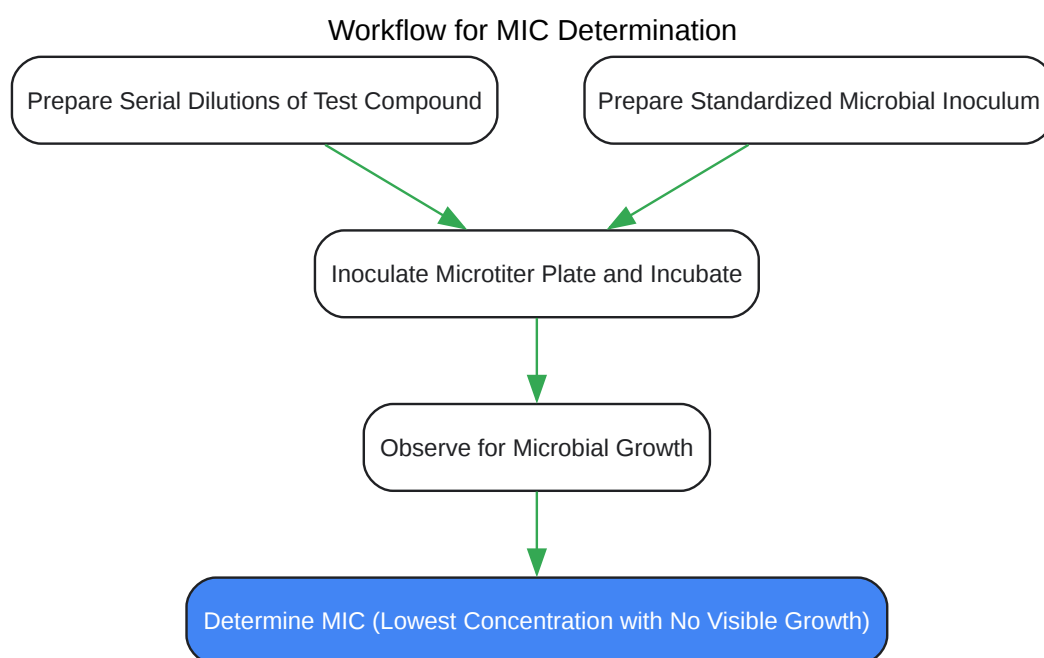 Workflow for MIC Determination
Prepare Serial Dilutions of Test Compound
Prepare Standardized Microbial Inoculum
Inoculate Microtiter Plate and Incubate
Observe for Microbial Growth
Determine MIC (Lowest Concentration with No Visible Growth)